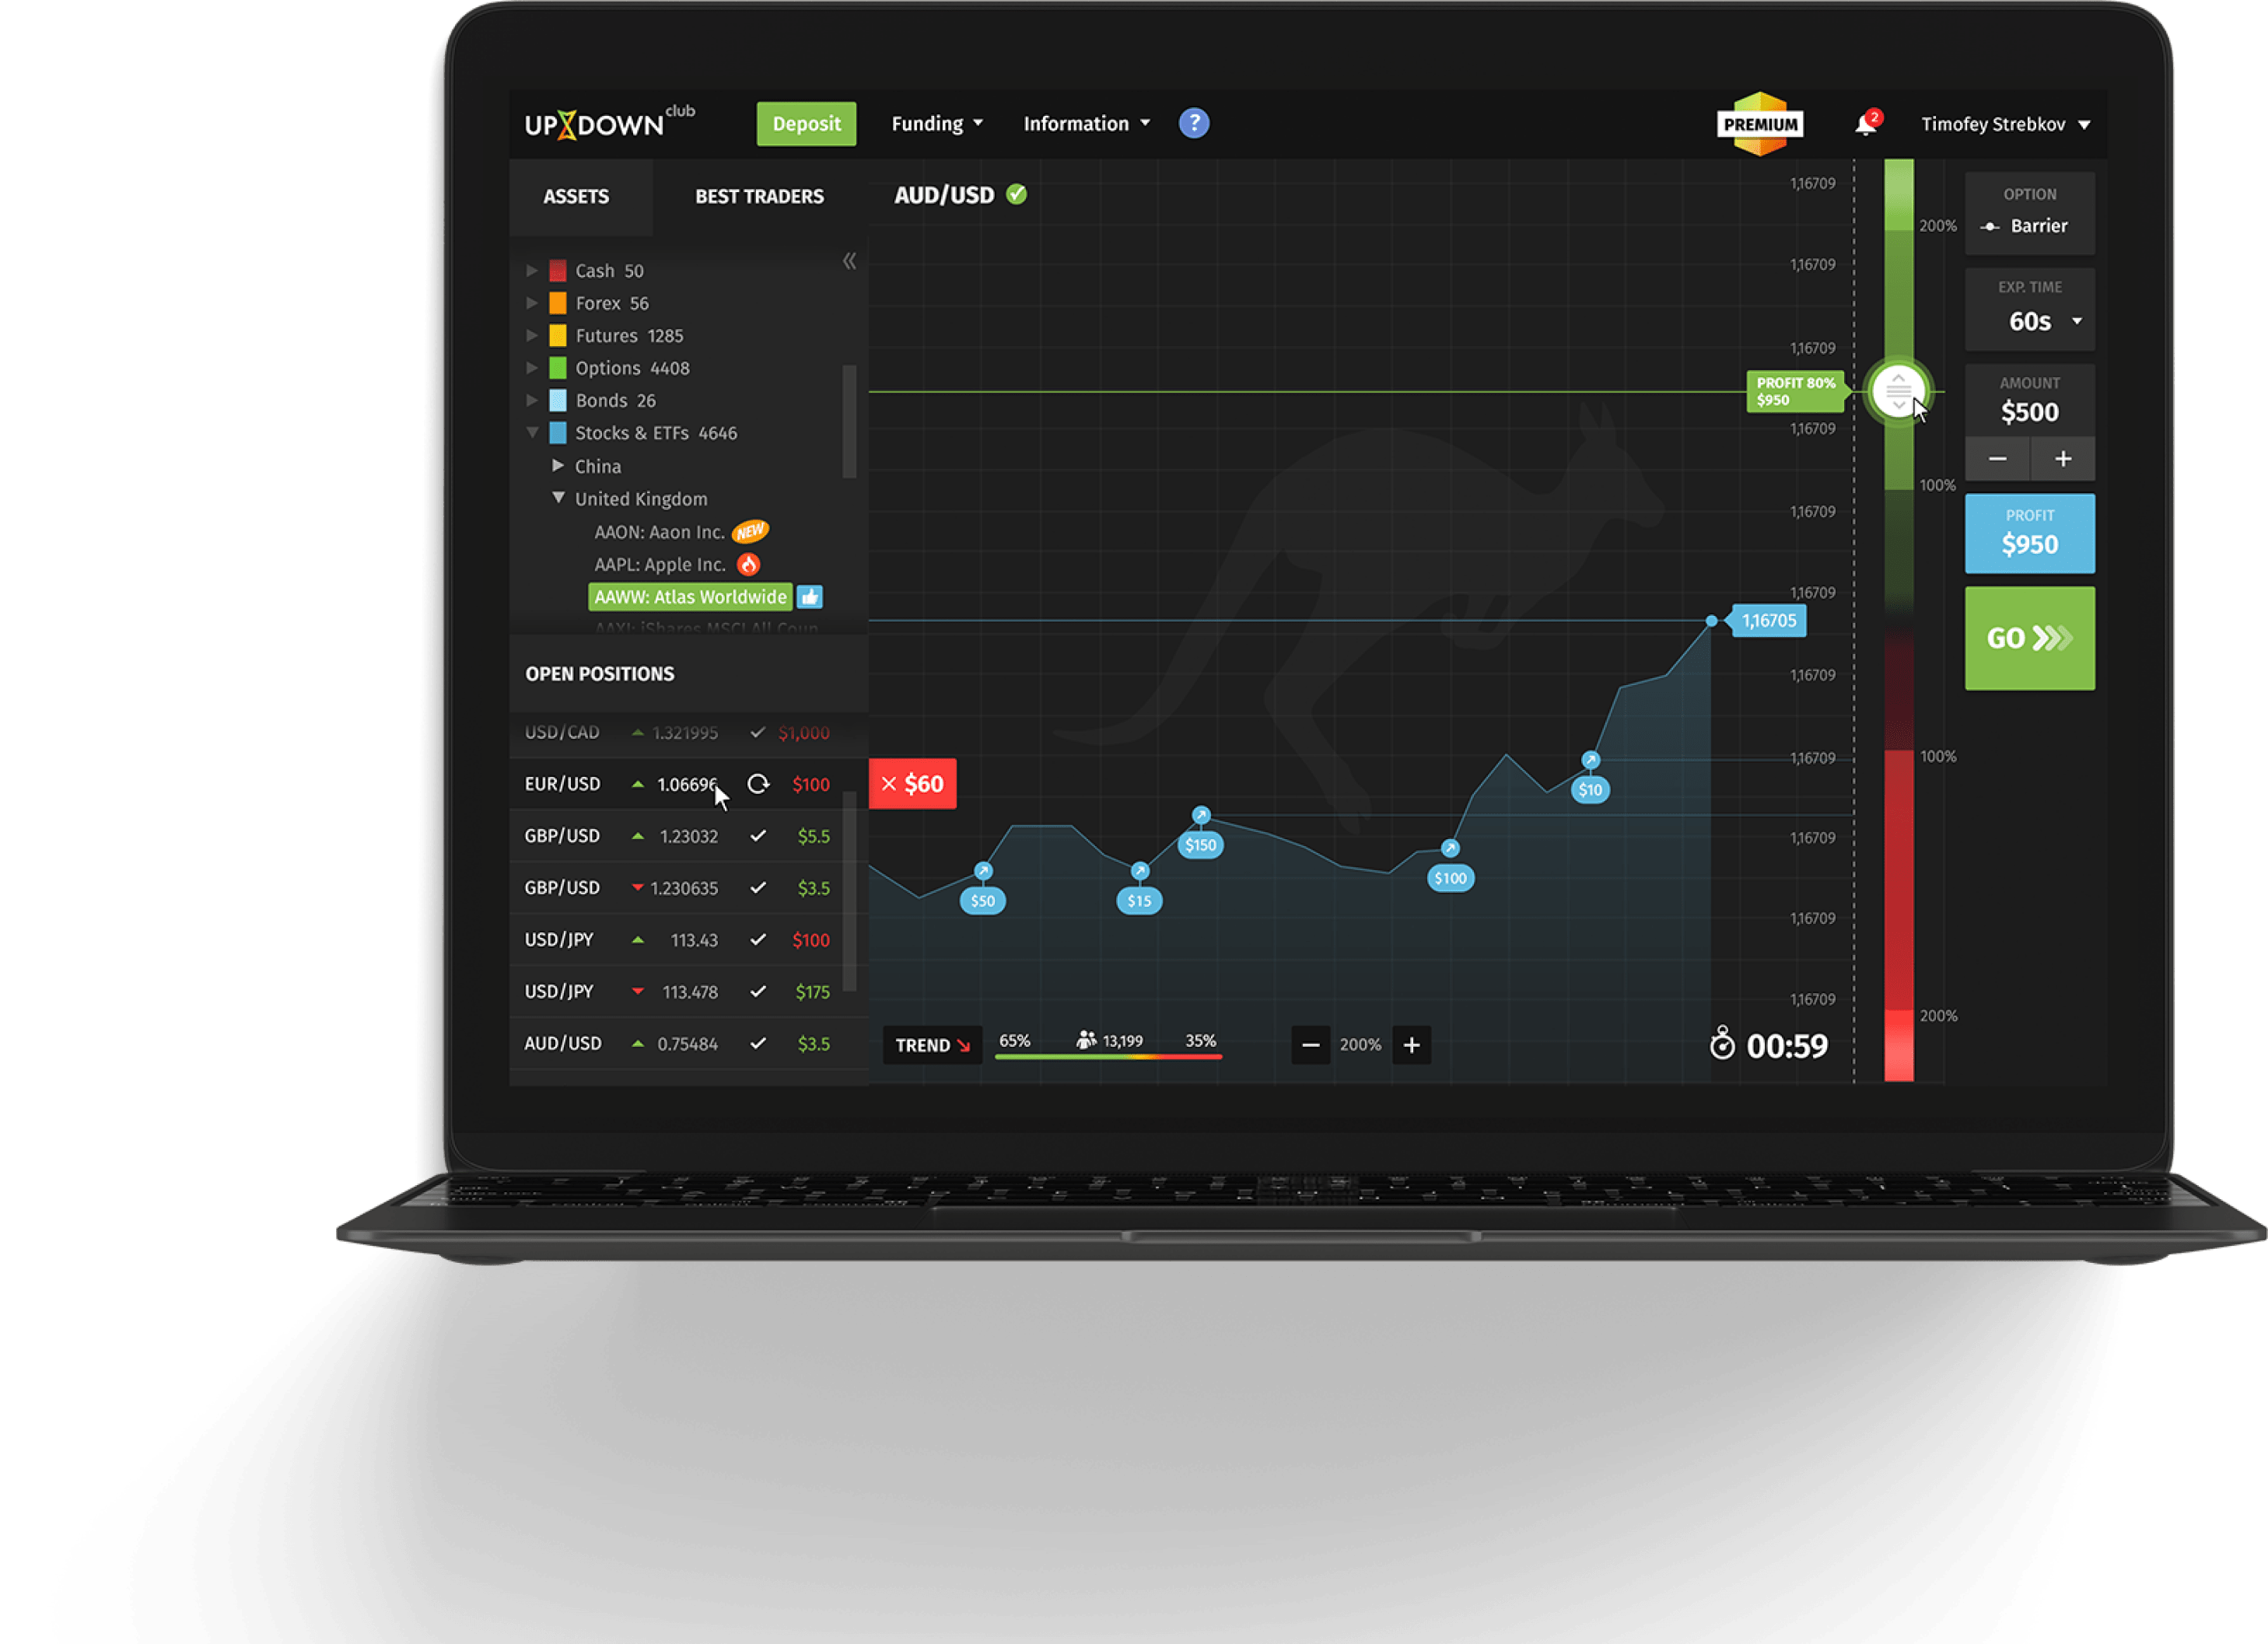 UPXDOWN club
Deposit
Funding
Information
?
PREMIUM
2
Timofey Strebkov
ASSETS
BEST TRADERS
Cash 50
Forex 56
Futures 1285
Options 4408
Bonds 26
Stocks & ETFs 4646
China
United Kingdom
AAON: Aaon Inc. NEW
AAPL: Apple Inc.
AAWW: Atlas Worldwide
OPEN POSITIONS
USD/CAD 1.321995 $1,000
EUR/USD 1.06696 $100
× $60
GBP/USD 1.23032 $5.5
GBP/USD 1.230635 $3.5
USD/JPY 113.43 $100
USD/JPY 113.478 $175
AUD/USD 0.75484 $3.5
AUD/USD
1,16709
1,16709
1,16709
PROFIT 80%
$950
1,16709
1,16709
1,16709
1,16705
1,16709
1,16709
1,16709
1,16709
1,16709
$50
$15
$150
$100
$10
TREND
65%
13,199
35%
200%
00:59
200%
100%
100%
200%
OPTION
Barrier
EXP. TIME
60s
AMOUNT
$500
− +
PROFIT
$950
GO